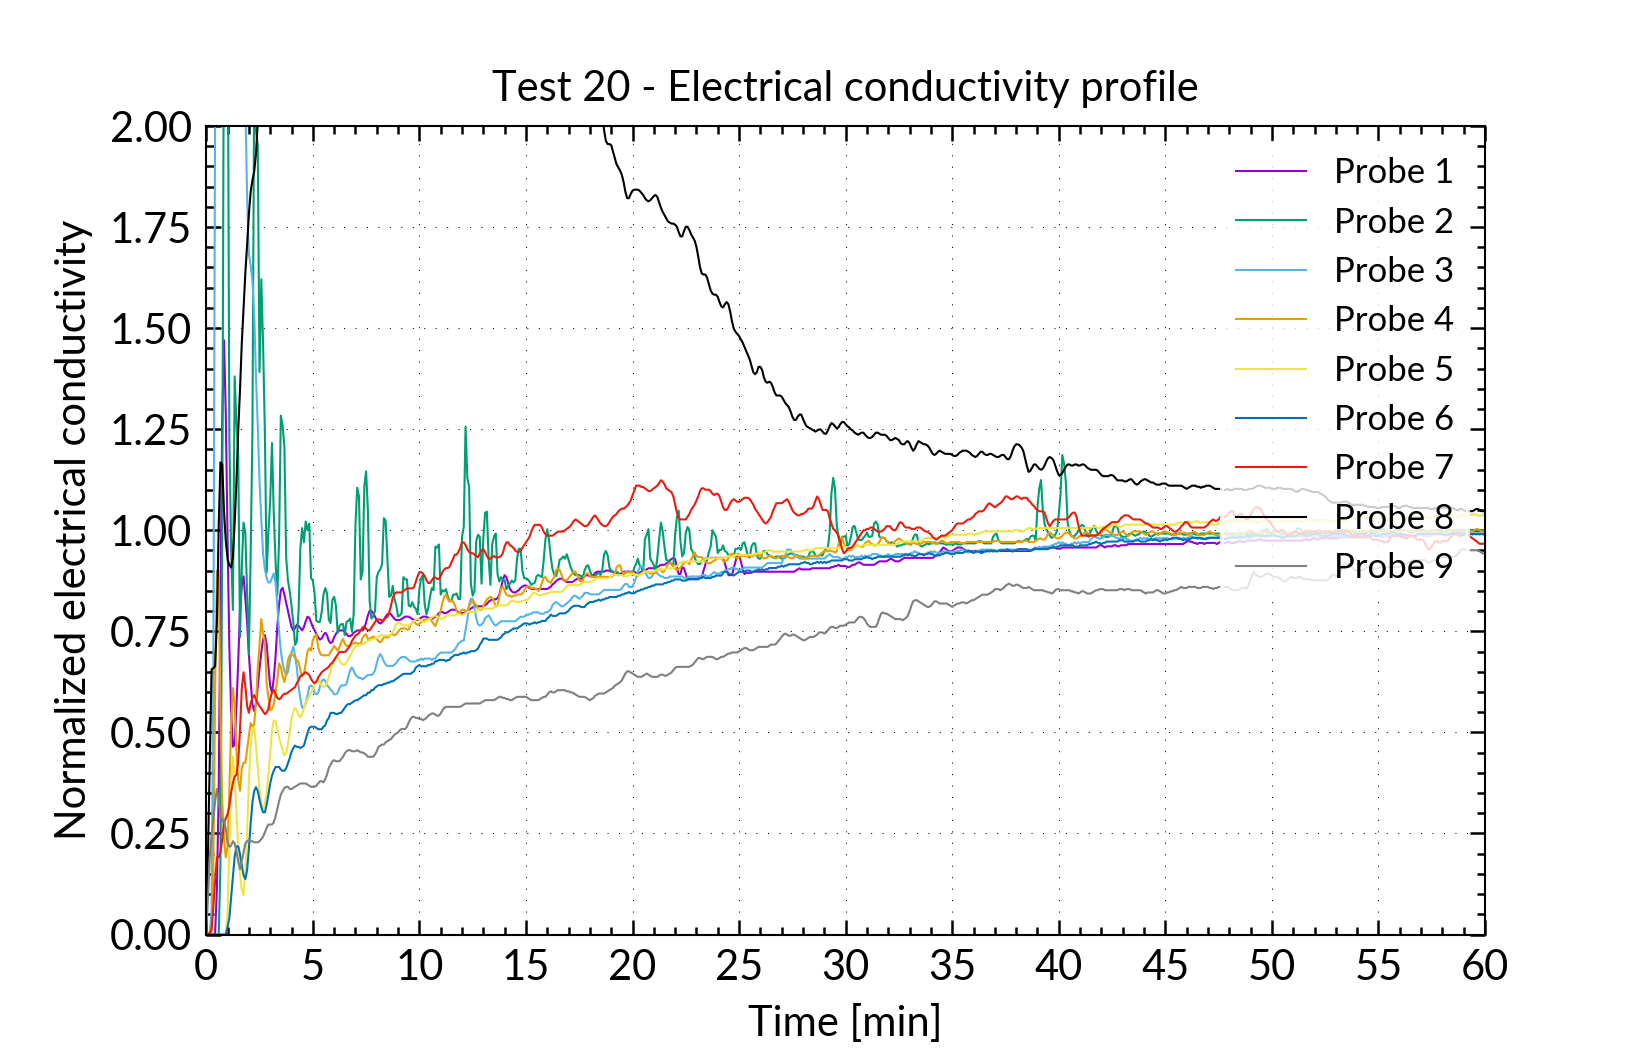 Test 20 - Electrical conductivity profile
Normalized electrical conductivity
2.00
1.75
1.50
1.25
1.00
0.75
0.50
0.25
0.00
Probe 1
Probe 2
Probe 3
Probe 4
Probe 5
Probe 6
Probe 7
Probe 8
Probe 9
0 5 10 15 20 25 30 35 40 45 50 55 60
Time [min]